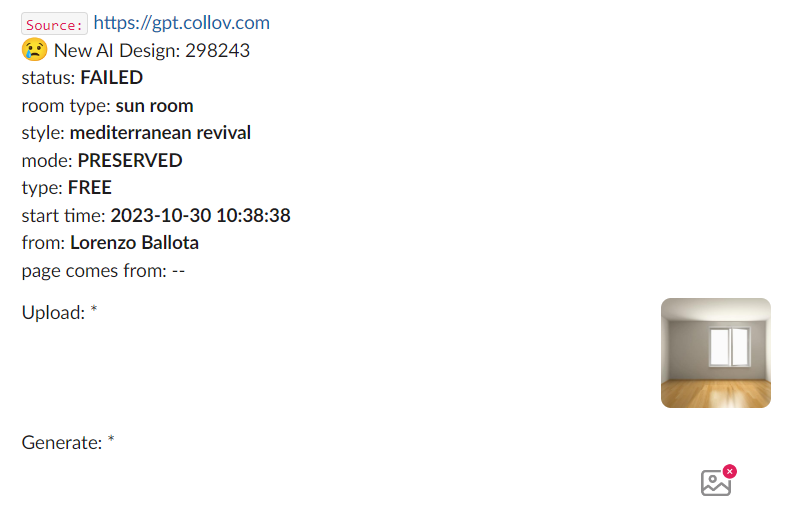 Source: https://gpt.collov.com
😢 New AI Design: 298243
status: FAILED
room type: sun room
style: mediterranean revival
mode: PRESERVED
type: FREE
start time: 2023-10-30 10:38:38
from: Lorenzo Ballota
page comes from: --
Upload: *
Generate: *